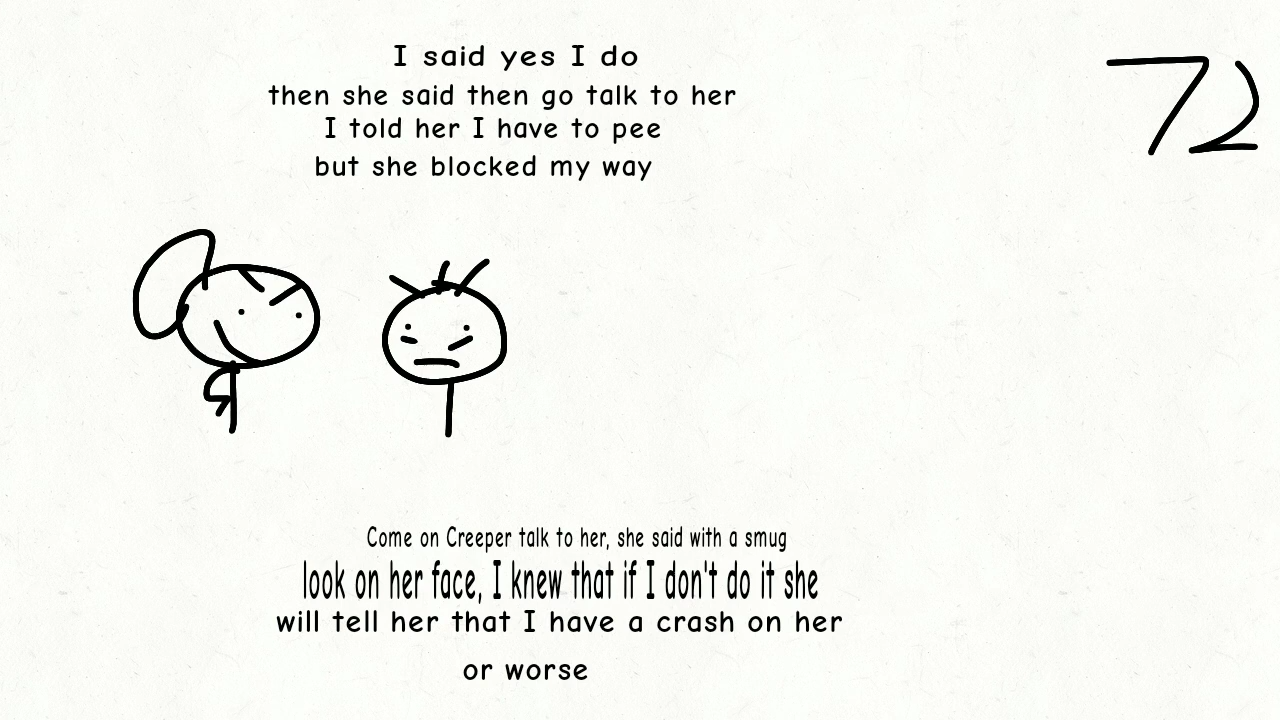 I said yes I do
then she said then go talk to her
I told her I have to pee
but she blocked my way
72
Come on Creeper talk to her, she said with a smug
look on her face, I knew that if I don't do it she
will tell her that I have a crash on her
or worse